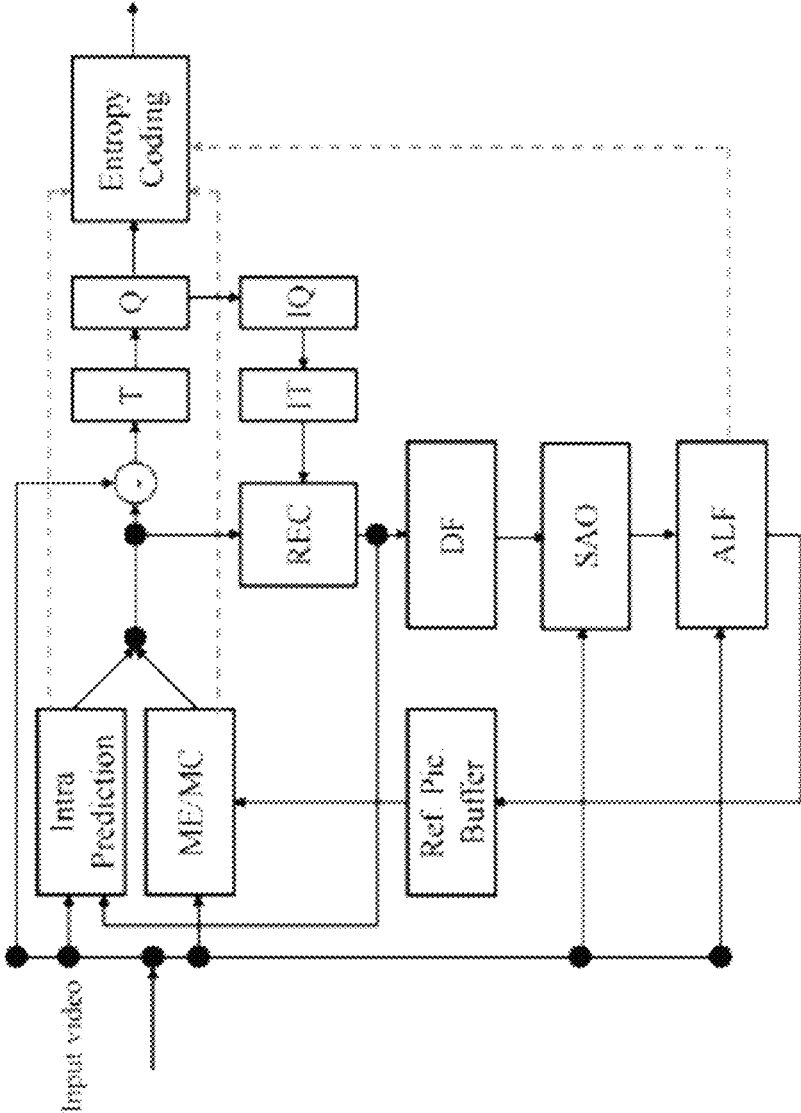 Input video
Intra
Prediction
ME/MC
-
T
Q
Entropy
Coding
REC
IT
IQ
Ref. Pic.
Buffer
DF
SAO
ALF